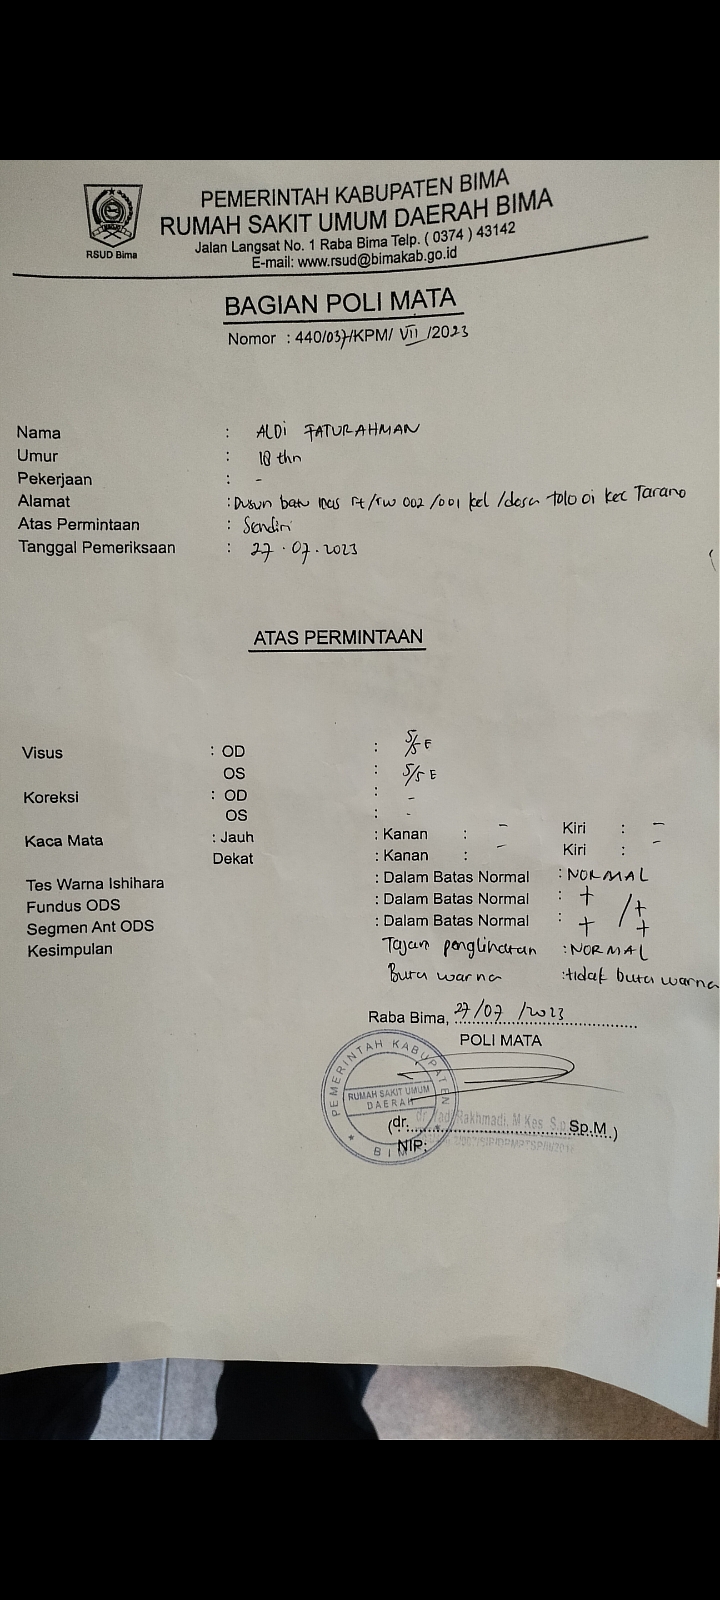 PEMERINTAH KABUPATEN BIMA
RUMAH SAKIT UMUM DAERAH BIMA
Jalan Langsat No. 1 Raba Bima Telp. ( 0374 ) 43142
E-mail: www.rsud@bimakab.go.id
RSUD Bima
BAGIAN POLI MATA
Nomor : 440/037/KPM/ VII /2023
Nama : ALDi FATURAHMAN
Umur : 18 thn
Pekerjaan : -
Alamat : Dusun batu Rt/rw 002 /001 kel /desa tolo oi kec Tarano
Atas Permintaan : Sendiri
Tanggal Pemeriksaan : 27 . 07 . 2023
ATAS PERMINTAAN
Visus : OD : 5/5 E
OS : 5/5 E
Koreksi : OD : -
OS : -
Kaca Mata : Jauh : Kanan : - Kiri : -
Dekat : Kanan : - Kiri : -
Tes Warna Ishihara : Dalam Batas Normal : NORMAL
Fundus ODS : Dalam Batas Normal : + / +
Segmen Ant ODS : Dalam Batas Normal : + +
Kesimpulan Tajam penglihatan : NORMAL
Buta warna : tidak buta warna
Raba Bima, 27/07 /2023
POLI MATA
PEMERINTAH KABUPATEN
RUMAH SAKIT UMUM
DAERAH
BIMA
(dr. Sp.M.)
NIP: